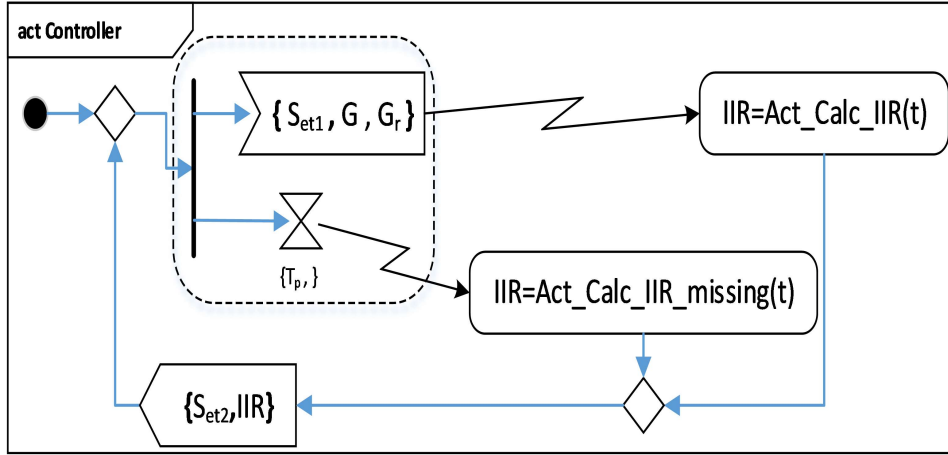 act Controller
{ Set1, G , Gr }
IIR=Act_Calc_IIR(t)
{Tp, }
IIR=Act_Calc_IIR_missing(t)
{Set2,IIR}